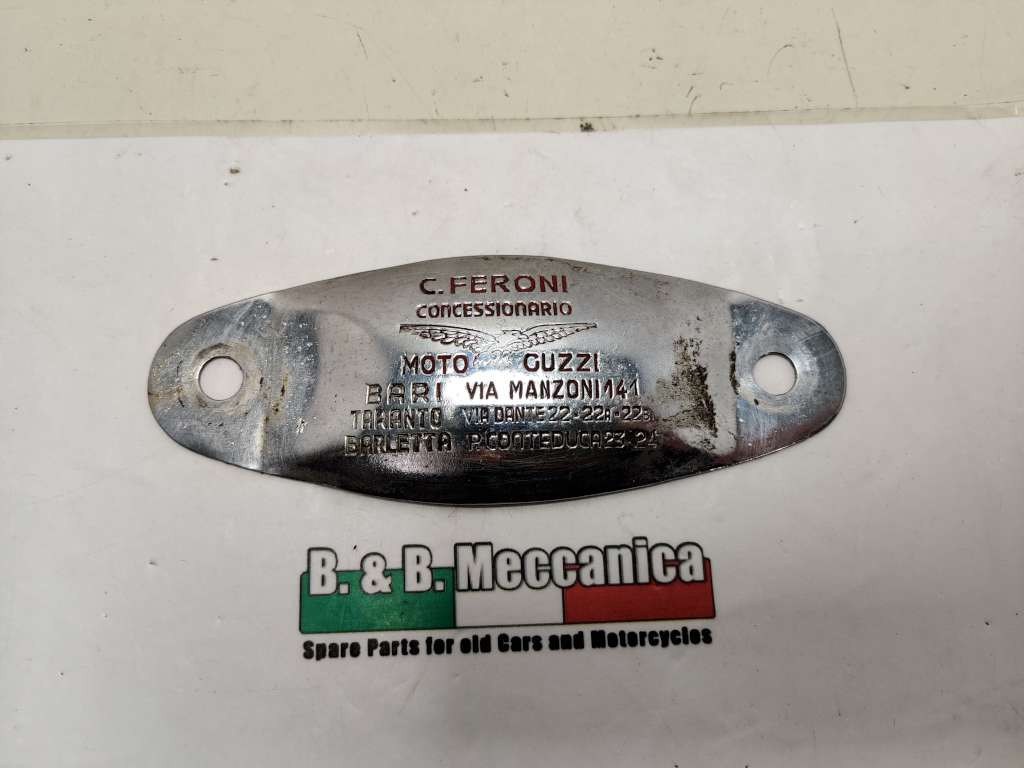 C. FERONI
CONCESSIONARIO
MOTO GUZZI
BARI VIA MANZONI 141
TARANTO VIA DANTE 22-22A-22B
BARLETTA P. CONTEDUCA 23-24
B. & B. Meccanica
Spare Parts for old Cars and Motorcycles